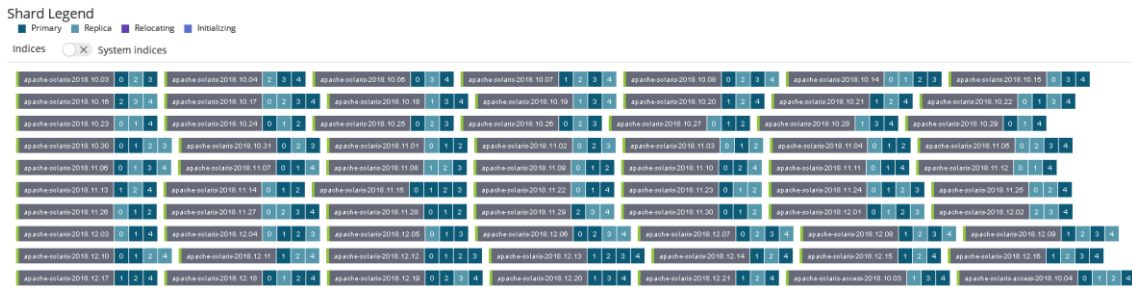 Shard Legend
Primary Replica Relocating Initializing
Indices System indices
apache-solaris-2018.10.03 0 2 3 apache-solaris-2018.10.04 2 3 4 apache-solaris-2018.10.06 0 3 4 apache-solaris-2018.10.07 1 2 3 4 apache-solaris-2018.10.08 0 2 3 4 apache-solaris-2018.10.14 0 1 2 3 apache-solaris-2018.10.15 0 3 4
apache-solaris-2018.10.16 2 3 4 apache-solaris-2018.10.17 0 2 3 4 apache-solaris-2018.10.18 1 3 4 apache-solaris-2018.10.19 1 3 4 apache-solaris-2018.10.20 1 2 4 apache-solaris-2018.10.21 1 2 4 apache-solaris-2018.10.22 0 1 3 4
apache-solaris-2018.10.23 0 1 4 apache-solaris-2018.10.24 0 1 2 apache-solaris-2018.10.25 0 2 3 apache-solaris-2018.10.26 0 2 3 apache-solaris-2018.10.27 0 1 2 apache-solaris-2018.10.28 1 3 4 apache-solaris-2018.10.29 0 1 4
apache-solaris-2018.10.30 0 1 2 3 apache-solaris-2018.10.31 0 2 3 apache-solaris-2018.11.01 0 1 2 apache-solaris-2018.11.02 0 2 3 apache-solaris-2018.11.03 0 1 2 apache-solaris-2018.11.04 0 1 2 apache-solaris-2018.11.05 0 2 3 4
apache-solaris-2018.11.06 0 1 3 4 apache-solaris-2018.11.07 0 1 4 apache-solaris-2018.11.08 1 2 3 apache-solaris-2018.11.09 0 1 2 apache-solaris-2018.11.10 0 2 4 apache-solaris-2018.11.11 0 1 4 apache-solaris-2018.11.12 0 1 4
apache-solaris-2018.11.13 1 2 4 apache-solaris-2018.11.14 0 1 2 apache-solaris-2018.11.15 0 1 2 3 apache-solaris-2018.11.22 0 1 4 apache-solaris-2018.11.23 0 1 2 apache-solaris-2018.11.24 0 1 2 3 apache-solaris-2018.11.25 0 2 4
apache-solaris-2018.11.26 0 1 2 apache-solaris-2018.11.27 0 2 3 4 apache-solaris-2018.11.28 0 1 2 apache-solaris-2018.11.29 2 3 4 apache-solaris-2018.11.30 0 1 2 apache-solaris-2018.12.01 0 1 2 3 apache-solaris-2018.12.02 2 3 4
apache-solaris-2018.12.03 0 1 4 apache-solaris-2018.12.04 0 1 2 3 apache-solaris-2018.12.05 0 1 3 apache-solaris-2018.12.06 0 2 3 4 apache-solaris-2018.12.07 0 2 3 4 apache-solaris-2018.12.08 1 2 3 4 apache-solaris-2018.12.09 1 2 3 4
apache-solaris-2018.12.10 0 1 2 4 apache-solaris-2018.12.11 1 2 4 apache-solaris-2018.12.12 0 1 2 3 apache-solaris-2018.12.13 1 2 3 4 apache-solaris-2018.12.14 1 2 4 apache-solaris-2018.12.15 1 2 4 apache-solaris-2018.12.16 1 2 3 4
apache-solaris-2018.12.17 1 2 4 apache-solaris-2018.12.18 0 1 2 4 apache-solaris-2018.12.19 0 2 3 4 apache-solaris-2018.12.20 1 3 4 apache-solaris-2018.12.21 1 2 4 apache-solaris-access-2018.10.03 1 3 4 apache-solaris-access-2018.10.04 0 1 2 4